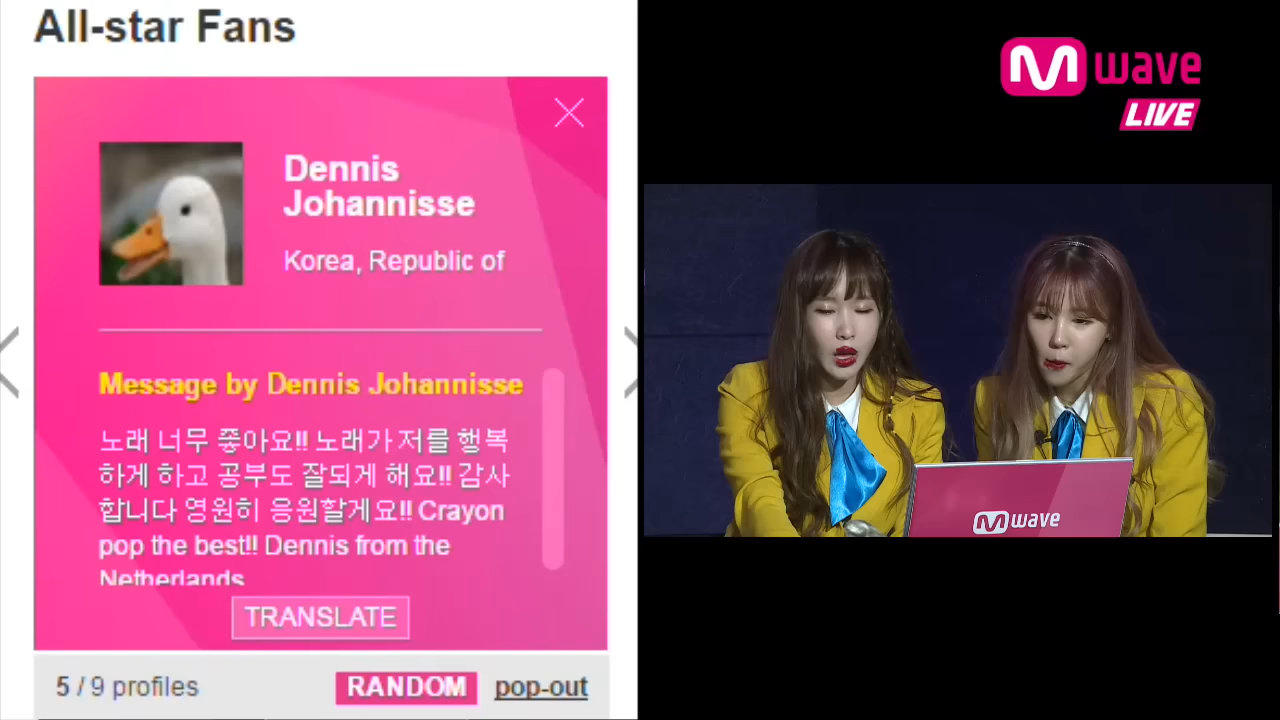 All-star Fans
Dennis
Johannisse
Korea, Republic of
Message by Dennis Johannisse
노래 너무 좋아요!! 노래가 저를 행복
하게 하고 공부도 잘되게 해요!! 감사
합니다 영원히 응원할게요!! Crayon
pop the best!! Dennis from the
Netherlands
TRANSLATE
5 / 9 profiles
RANDOM
pop-out
M wave
LIVE
M wave